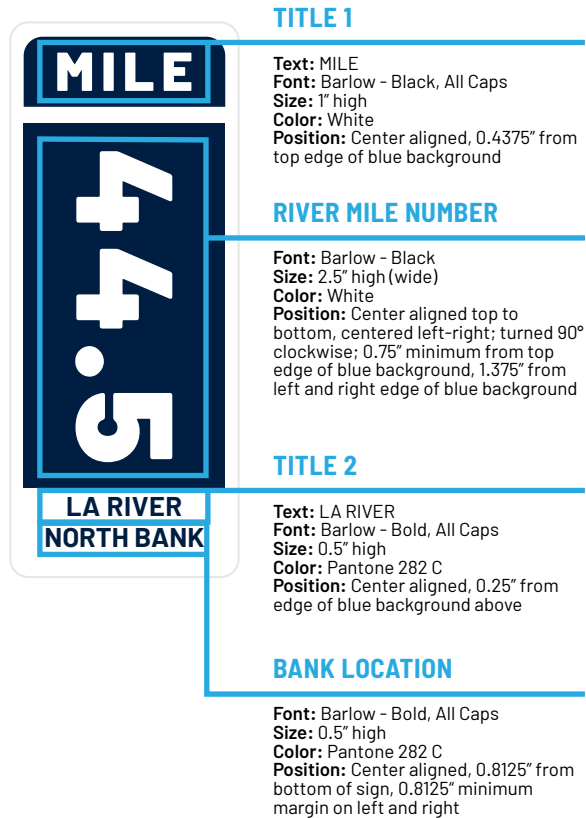 MILE
44.5
LA RIVER
NORTH BANK
TITLE 1
Text: MILE
Font: Barlow - Black, All Caps
Size: 1” high
Color: White
Position: Center aligned, 0.4375” from
top edge of blue background
RIVER MILE NUMBER
Font: Barlow - Black
Size: 2.5” high (wide)
Color: White
Position: Center aligned top to
bottom, centered left-right; turned 90°
clockwise; 0.75” minimum from top
edge of blue background, 1.375” from
left and right edge of blue background
TITLE 2
Text: LA RIVER
Font: Barlow - Bold, All Caps
Size: 0.5” high
Color: Pantone 282 C
Position: Center aligned, 0.25” from
edge of blue background above
BANK LOCATION
Font: Barlow - Bold, All Caps
Size: 0.5” high
Color: Pantone 282 C
Position: Center aligned, 0.8125” from
bottom of sign, 0.8125“ minimum
margin on left and right